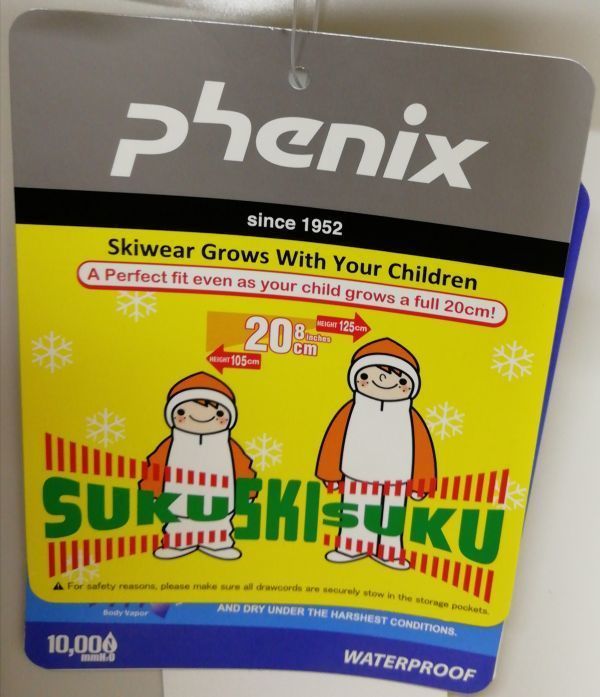 phenix
since 1952
Skiwear Grows With Your Children
A Perfect fit even as your child grows a full 20cm!
20 8 inches cm
HEIGHT 125cm
HEIGHT 105cm
SUKUSKISUKU
⚠ For safety reasons, please make sure all drawcords are securely stow in the storage pockets.
Body Vapor
AND DRY UNDER THE HARSHEST CONDITIONS.
10,000
mmH2O
WATERPROOF